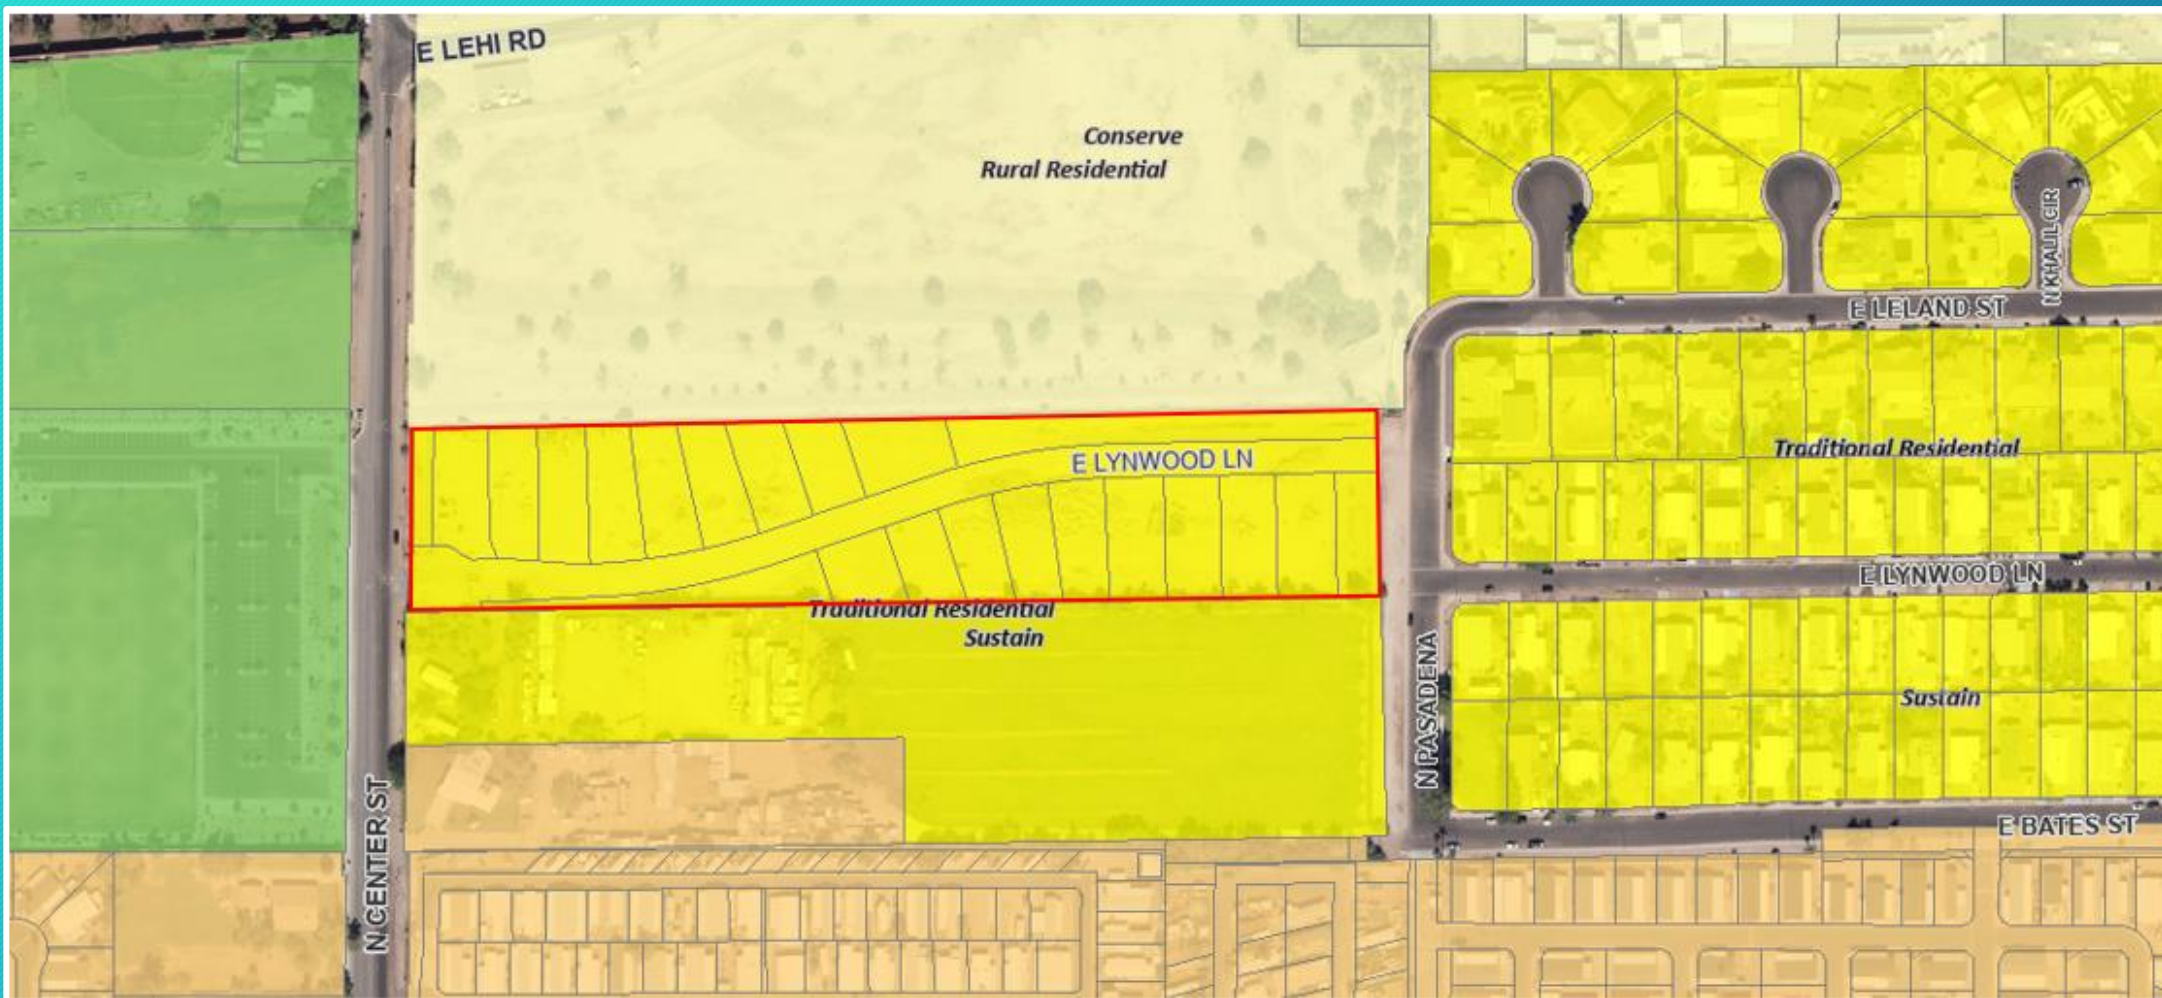 E LEHI RD
Conserve
Rural Residential
N KHALIL CIR
E LELAND ST
Traditional Residential
E LYNWOOD LN
E LYNWOOD LN
Traditional Residential
Sustain
N PASADENA
Sustain
N CENTER ST
E BATES ST